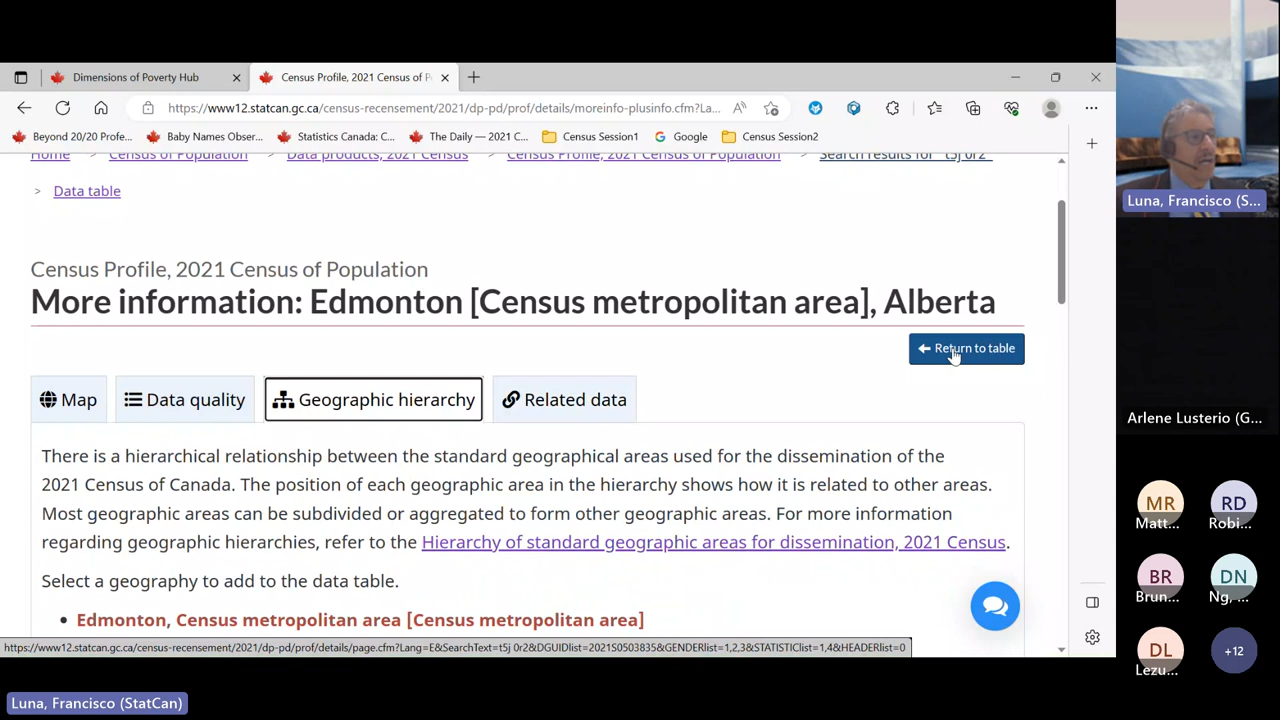 Dimensions of Poverty Hub
Census Profile, 2021 Census of P
https://www12.statcan.gc.ca/census-recensement/2021/dp-pd/prof/details/moreinfo-plusinfo.cfm?La...
Beyond 20/20 Profe...
Baby Names Obser...
Statistics Canada: C...
The Daily — 2021 C...
Census Session1
Google
Census Session2
Home > Census of Population > Data products, 2021 Census > Census Profile, 2021 Census of Population > Search results for "t5j 0r2"
> Data table
Census Profile, 2021 Census of Population
More information: Edmonton [Census metropolitan area], Alberta
Return to table
Map
Data quality
Geographic hierarchy
Related data
There is a hierarchical relationship between the standard geographical areas used for the dissemination of the
2021 Census of Canada. The position of each geographic area in the hierarchy shows how it is related to other areas.
Most geographic areas can be subdivided or aggregated to form other geographic areas. For more information
regarding geographic hierarchies, refer to the Hierarchy of standard geographic areas for dissemination, 2021 Census.
Select a geography to add to the data table.
• Edmonton, Census metropolitan area [Census metropolitan area]
https://www12.statcan.gc.ca/census-recensement/2021/dp-pd/prof/details/page.cfm?Lang=E&SearchText=t5j 0r2&DGUIDlist=2021S0503835&GENDERlist=1,2,3&STATISTIClist=1,4&HEADERlist=0
Luna, Francisco (StatCan)
Luna, Francisco (S...
Arlene Lusterio (G...
MR
Matt...
RD
Robi...
BR
Brun...
DN
Ng, ...
DL
Lezu...
+12